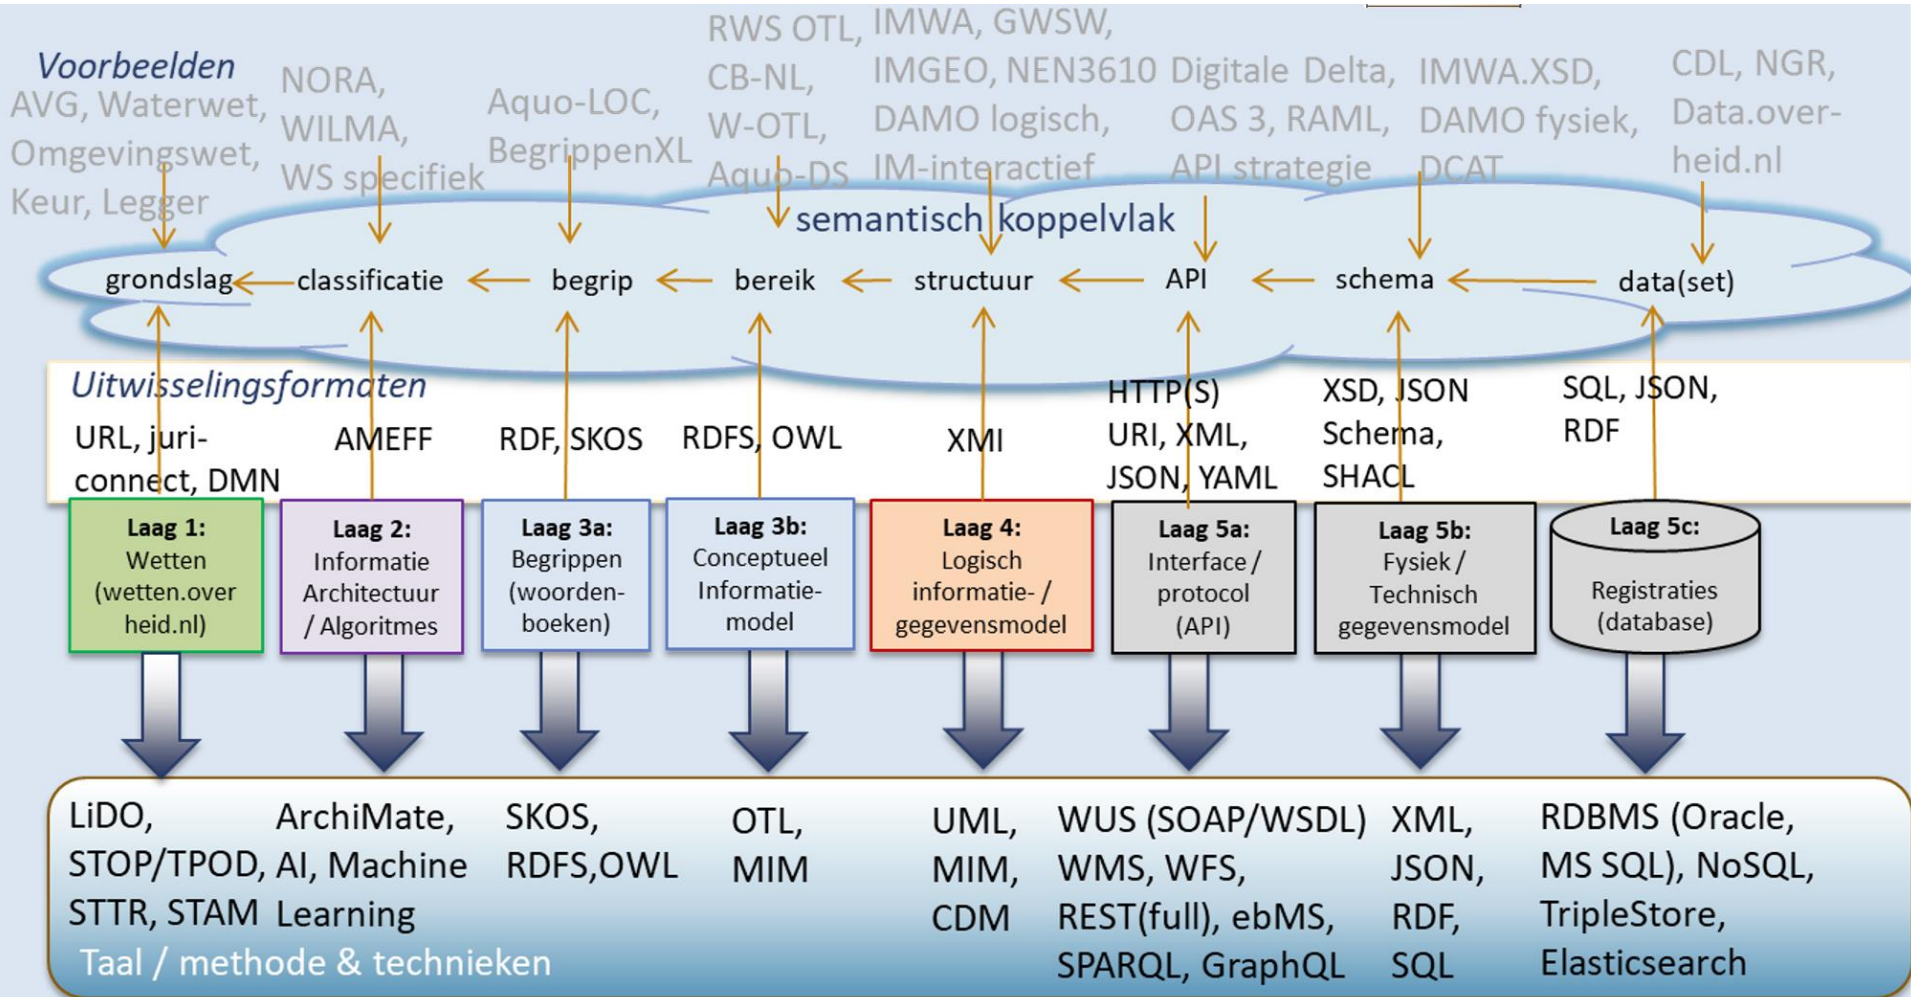 Voorbeelden
AVG, Waterwet,
Omgevingswet,
Keur, Legger
NORA,
WILMA,
WS specifiek
Aquo-LOC,
BegrippenXL
RWS OTL,
CB-NL,
W-OTL,
Aquo-DS
IMWA, GWSW,
IMGEO, NEN3610
DAMO logisch,
IM-interactief
Digitale Delta,
OAS 3, RAML,
API strategie
IMWA.XSD,
DAMO fysiek,
DCAT
CDL, NGR,
Data.over-
heid.nl
semantisch koppelvlak
grondslag
classificatie
begrip
bereik
structuur
API
schema
data(set)
Uitwisselingsformaten
URL, juri-
connect, DMN
AMEFF
RDF, SKOS
RDFS, OWL
XMI
HTTP(S)
URI, XML,
JSON, YAML
XSD, JSON
Schema,
SHACL
SQL, JSON,
RDF
Laag 1:
Wetten
(wetten.over
heid.nl)
Laag 2:
Informatie
Architectuur
/ Algoritmes
Laag 3a:
Begrippen
(woorden-
boeken)
Laag 3b:
Conceptueel
Informatie-
model
Laag 4:
Logisch
informatie- /
gegevensmodel
Laag 5a:
Interface /
protocol
(API)
Laag 5b:
Fysiek /
Technisch
gegevensmodel
Laag 5c:
Registraties
(database)
LiDO,
STOP/TPOD,
STTR, STAM
ArchiMate,
AI, Machine
Learning
SKOS,
RDFS,OWL
OTL,
MIM
UML,
MIM,
CDM
WUS (SOAP/WSDL)
WMS, WFS,
REST(full), ebMS,
SPARQL, GraphQL
XML,
JSON,
RDF,
SQL
RDBMS (Oracle,
MS SQL), NoSQL,
TripleStore,
Elasticsearch
Taal / methode & technieken